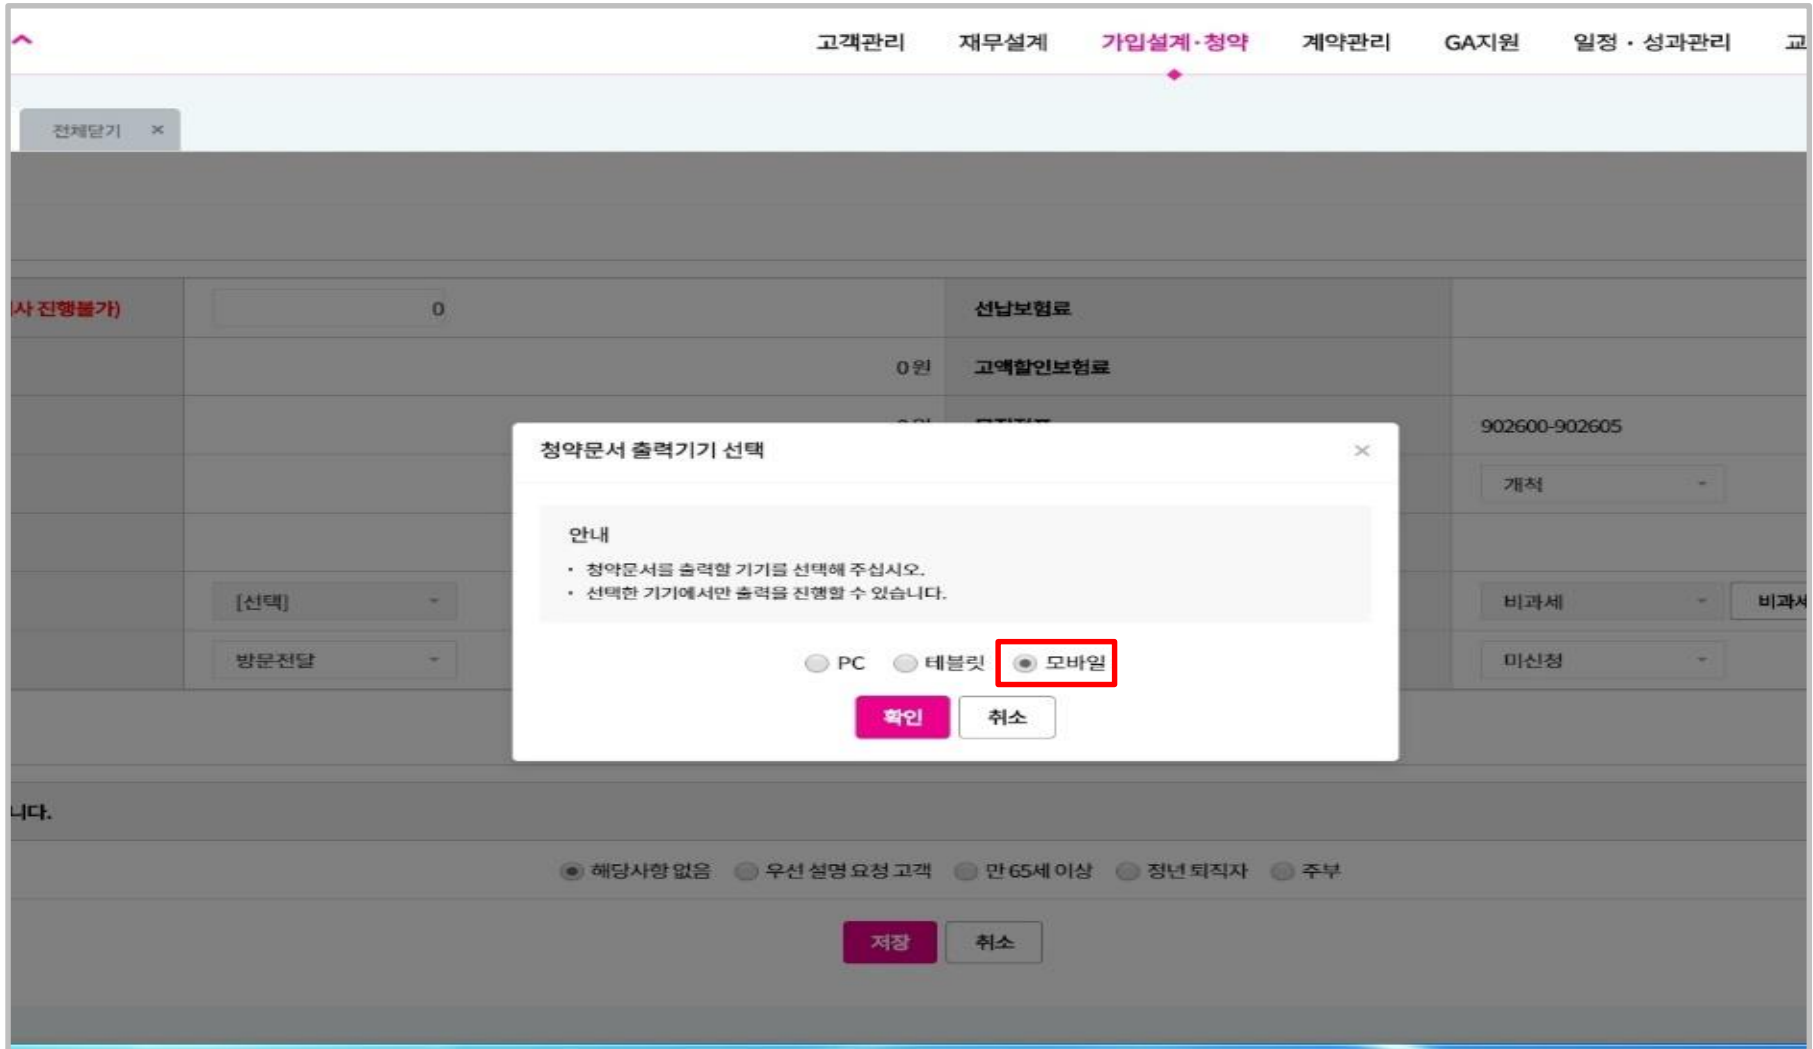 고객관리 재무설계 가입설계·청약 계약관리 GA지원 일정·성과관리 교
전체닫기 ×
사 진행불가) 0 선납보험료
0원 고액할인보험료
902600-902605
청약문서 출력기기 선택 ×
개척
안내
· 청약문서를 출력할 기기를 선택해 주십시오.
· 선택한 기기에서만 출력을 진행할 수 있습니다.
[선택] 비과세 비과세
방문전달 PC 테블릿 모바일 미신청
확인 취소
니다.
해당사항 없음 우선 설명 요청 고객 만 65세 이상 정년 퇴직자 주부
저장 취소